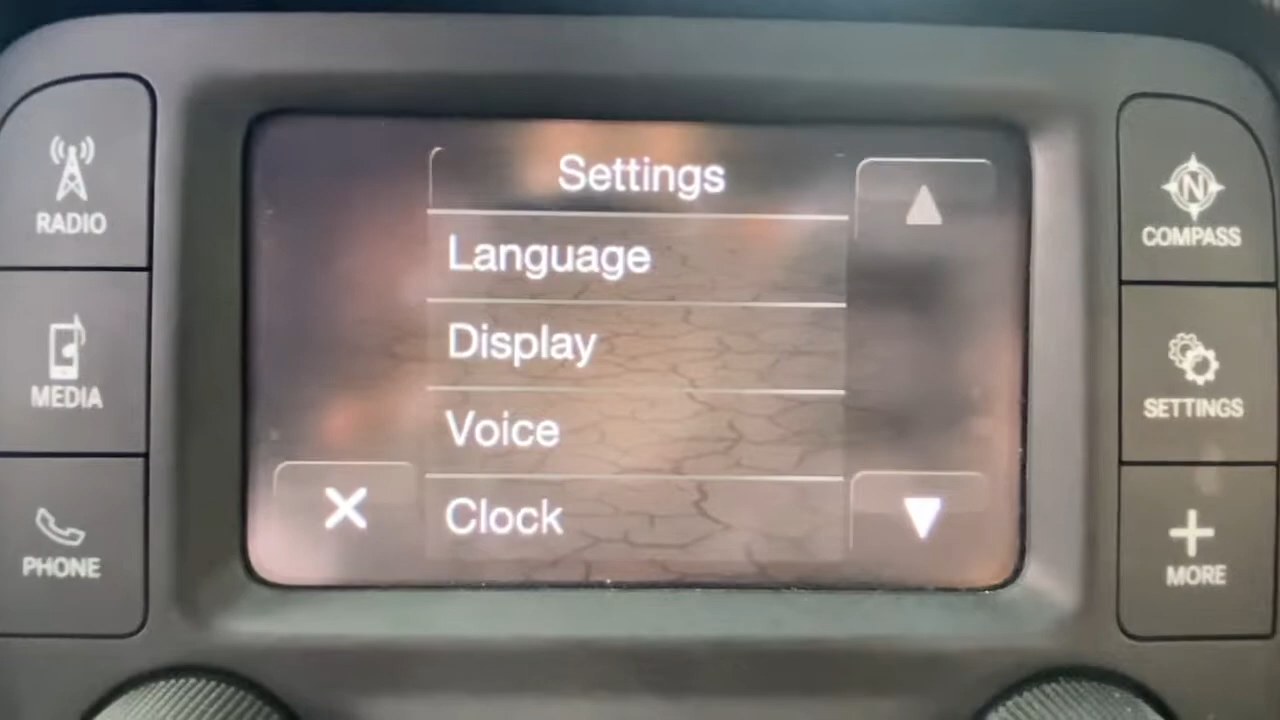 RADIO
MEDIA
PHONE
Settings
Language
Display
Voice
Clock
N
COMPASS
SETTINGS
MORE